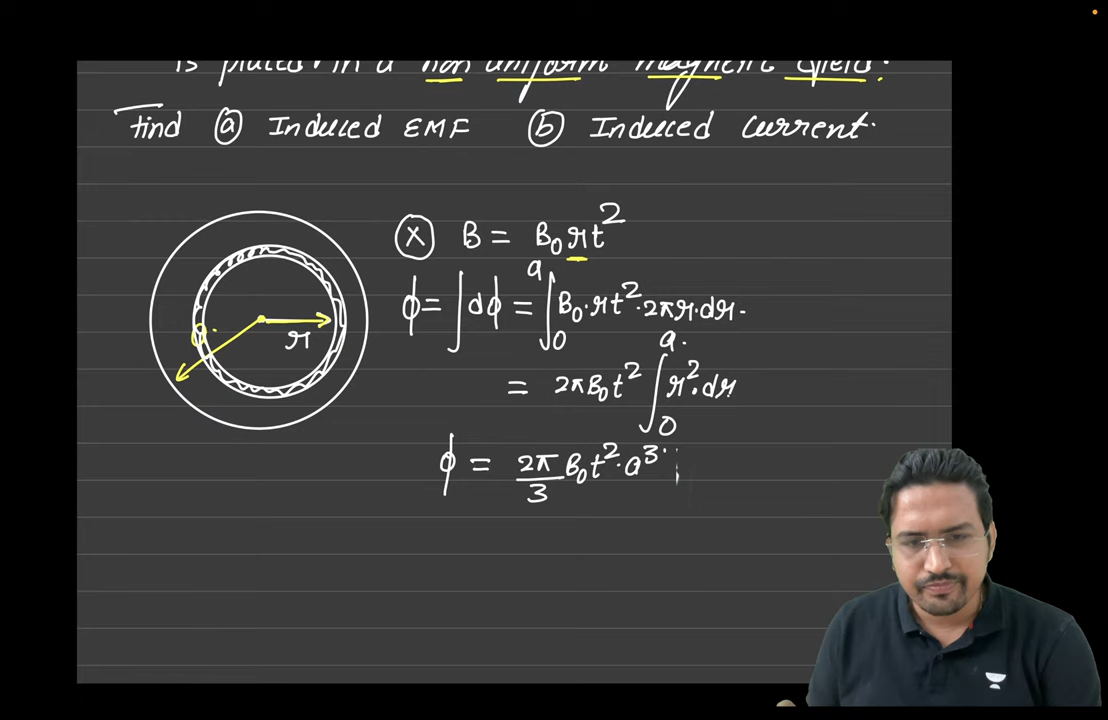 is placed in a non uniform magnetic field.
Find ⓐ Induced EMF ⓑ Induced current.
ⓧ B = B₀rt²
a
r
ϕ = ∫dϕ = ∫₀ᵃ B₀·rt²·2πr·dr.
= 2πB₀t² ∫₀ᵃ r²·dr
ϕ = 2π/3 B₀t²·a³